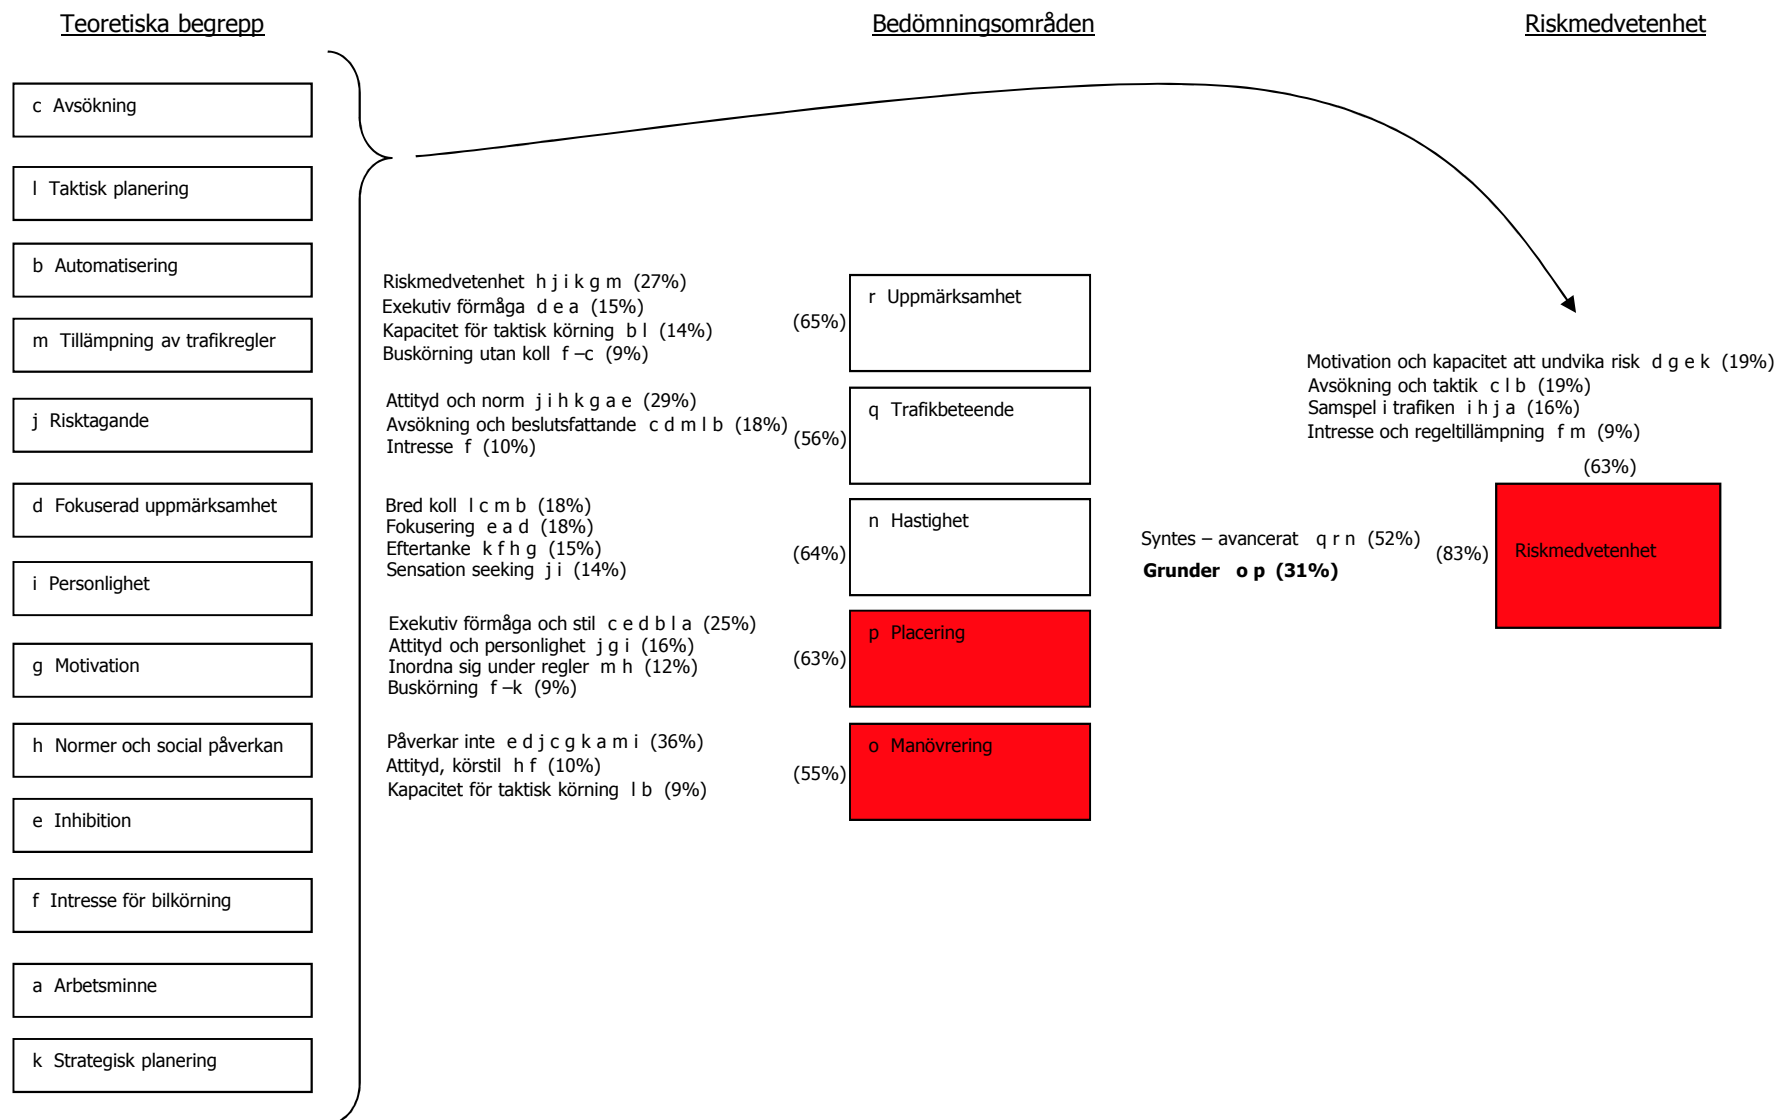 Teoretiska begrepp
Bedömningsområden
Riskmedvetenhet
c Avsökning
l Taktisk planering
b Automatisering
m Tillämpning av trafikregler
j Risktagande
d Fokuserad uppmärksamhet
i Personlighet
g Motivation
h Normer och social påverkan
e Inhibition
f Intresse för bilkörning
a Arbetsminne
k Strategisk planering
Riskmedvetenhet h j i k g m (27%)
Exekutiv förmåga d e a (15%)
Kapacitet för taktisk körning b l (14%)
Buskörning utan koll f –c (9%)
(65%)
r Uppmärksamhet
Attityd och norm j i h k g a e (29%)
Avsökning och beslutsfattande c d m l b (18%)
Intresse f (10%)
(56%)
q Trafikbeteende
Bred koll l c m b (18%)
Fokusering e a d (18%)
Eftertanke k f h g (15%)
Sensation seeking j i (14%)
(64%)
n Hastighet
Exekutiv förmåga och stil c e d b l a (25%)
Attityd och personlighet j g i (16%)
Inordna sig under regler m h (12%)
Buskörning f –k (9%)
(63%)
p Placering
Påverkar inte e d j c g k a m i (36%)
Attityd, körstil h f (10%)
Kapacitet för taktisk körning l b (9%)
(55%)
o Manövrering
Motivation och kapacitet att undvika risk d g e k (19%)
Avsökning och taktik c l b (19%)
Samspel i trafiken i h j a (16%)
Intresse och regeltillämpning f m (9%)
(63%)
Syntes – avancerat q r n (52%)
Grunder o p (31%)
(83%)
Riskmedvetenhet